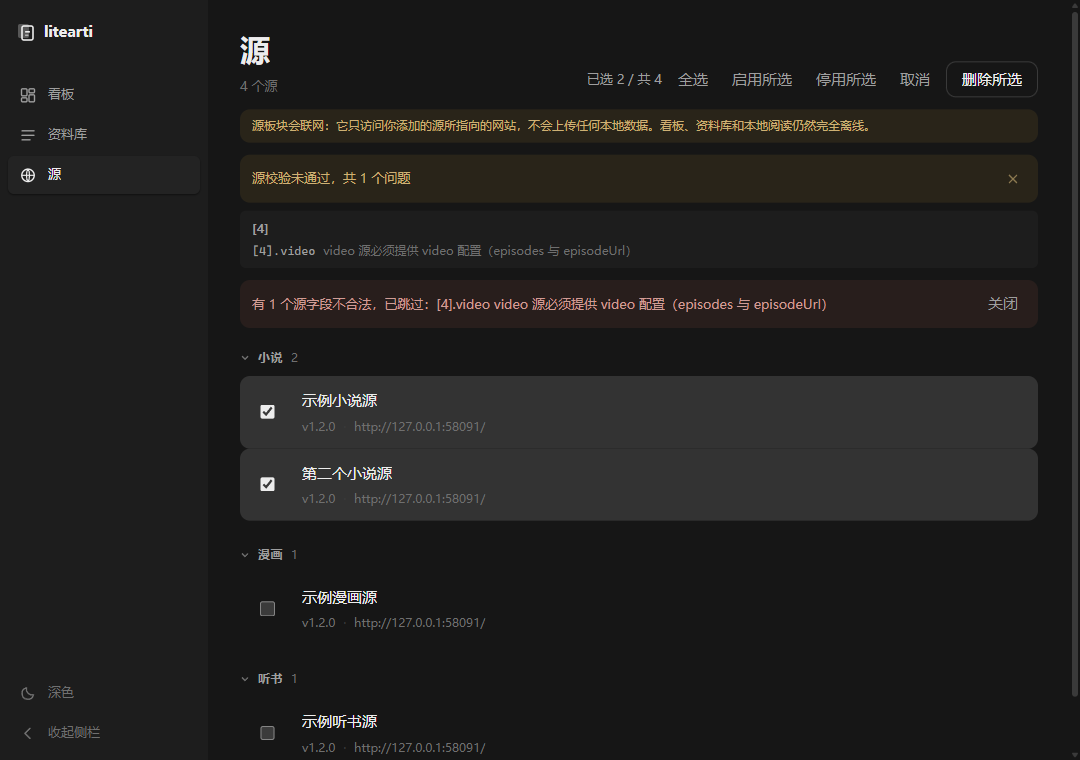 litearti
看板
资料库
源
源
4 个源
已选 2 / 共 4 全选 启用所选 停用所选 取消 删除所选
源板块会联网：它只访问你添加的源所指向的网站，不会上传任何本地数据。看板、资料库和本地阅读仍然完全离线。
源校验未通过，共 1 个问题
[4]
[4].video video 源必须提供 video 配置（episodes 与 episodeUrl）
有 1 个源字段不合法，已跳过：[4].video video 源必须提供 video 配置（episodes 与 episodeUrl） 关闭
小说 2
示例小说源
v1.2.0 · http://127.0.0.1:58091/
第二个小说源
v1.2.0 · http://127.0.0.1:58091/
漫画 1
示例漫画源
v1.2.0 · http://127.0.0.1:58091/
听书 1
示例听书源
v1.2.0 · http://127.0.0.1:58091/
深色
收起侧栏